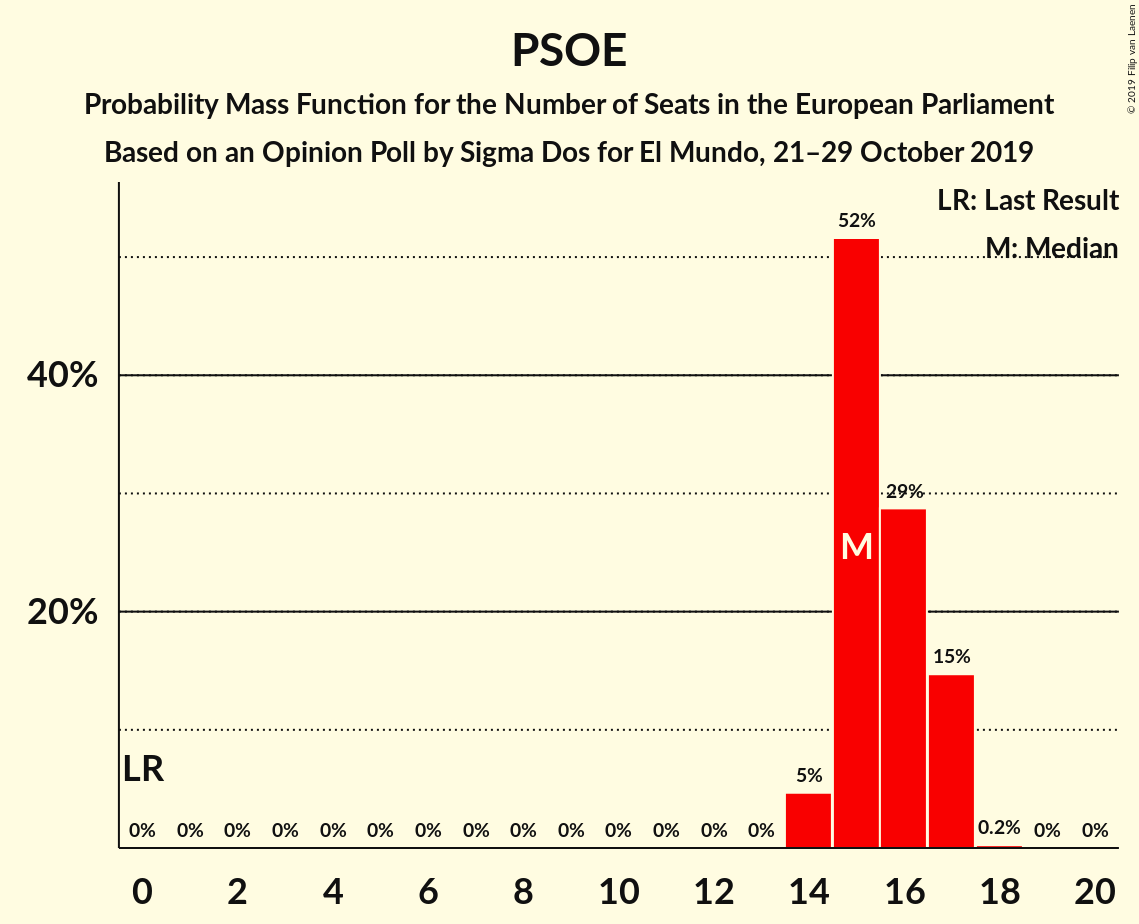 PSOE
Probability Mass Function for the Number of Seats in the European Parliament
Based on an Opinion Poll by Sigma Dos for El Mundo, 21–29 October 2019
© 2019 Filip van Laenen
LR: Last Result
M: Median
52%
40%
29%
M
20%
15%
LR
5%
0% 0% 0% 0% 0% 0% 0% 0% 0% 0% 0% 0% 0% 0% 0.2% 0% 0%
0 2 4 6 8 10 12 14 16 18 20